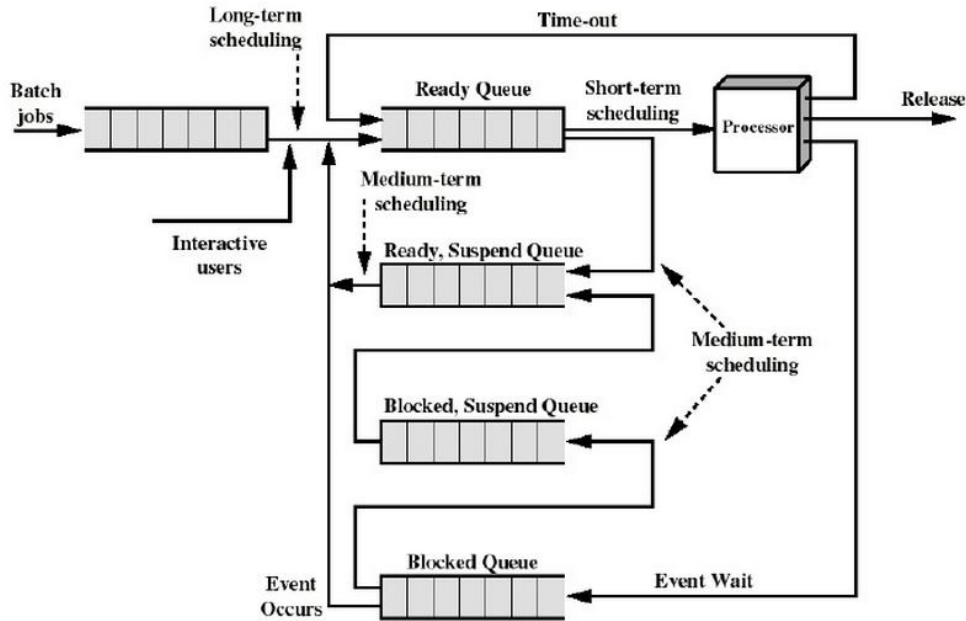 Long-term
scheduling
Time-out
Batch
jobs
Ready Queue
Short-term
scheduling
Release
Processor
Medium-term
scheduling
Interactive
users
Ready, Suspend Queue
Medium-term
scheduling
Blocked, Suspend Queue
Blocked Queue
Event
Occurs
Event Wait